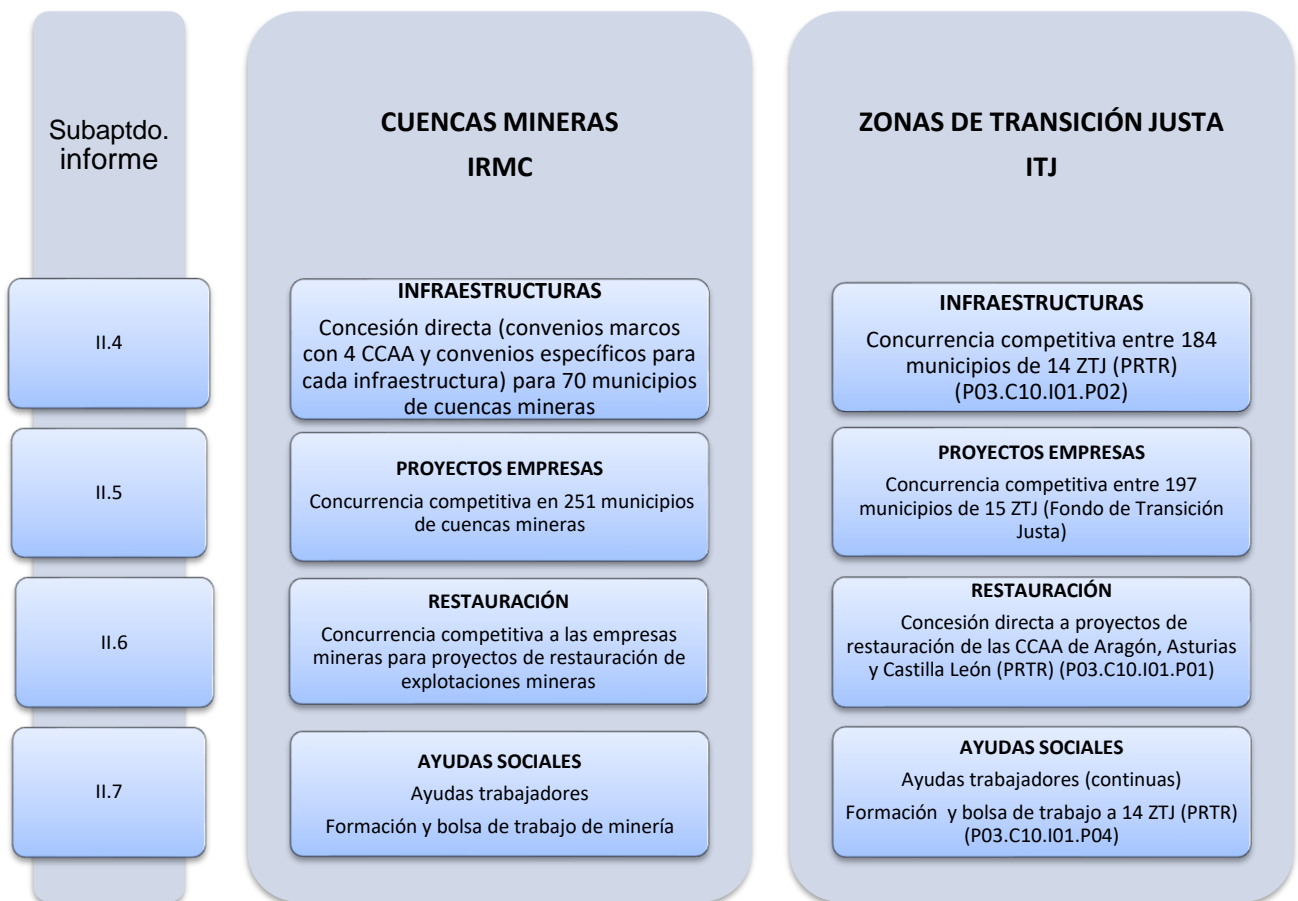 Subaptdo.
informe
CUENCAS MINERAS
IRMC
ZONAS DE TRANSICIÓN JUSTA
ITJ
II.4
INFRAESTRUCTURAS
Concesión directa (convenios marcos
con 4 CCAA y convenios específicos para
cada infraestructura) para 70 municipios
de cuencas mineras
INFRAESTRUCTURAS
Concurrencia competitiva entre 184
municipios de 14 ZTJ (PRTR)
(P03.C10.I01.P02)
II.5
PROYECTOS EMPRESAS
Concurrencia competitiva en 251 municipios
de cuencas mineras
PROYECTOS EMPRESAS
Concurrencia competitiva entre 197
municipios de 15 ZTJ (Fondo de Transición
Justa)
II.6
RESTAURACIÓN
Concurrencia competitiva a las empresas
mineras para proyectos de restauración de
explotaciones mineras
RESTAURACIÓN
Concesión directa a proyectos de
restauración de las CCAA de Aragón, Asturias
y Castilla León (PRTR) (P03.C10.I01.P01)
II.7
AYUDAS SOCIALES
Ayudas trabajadores
Formación y bolsa de trabajo de minería
AYUDAS SOCIALES
Ayudas trabajadores (continuas)
Formación y bolsa de trabajo a 14 ZTJ (PRTR)
(P03.C10.I01.P04)